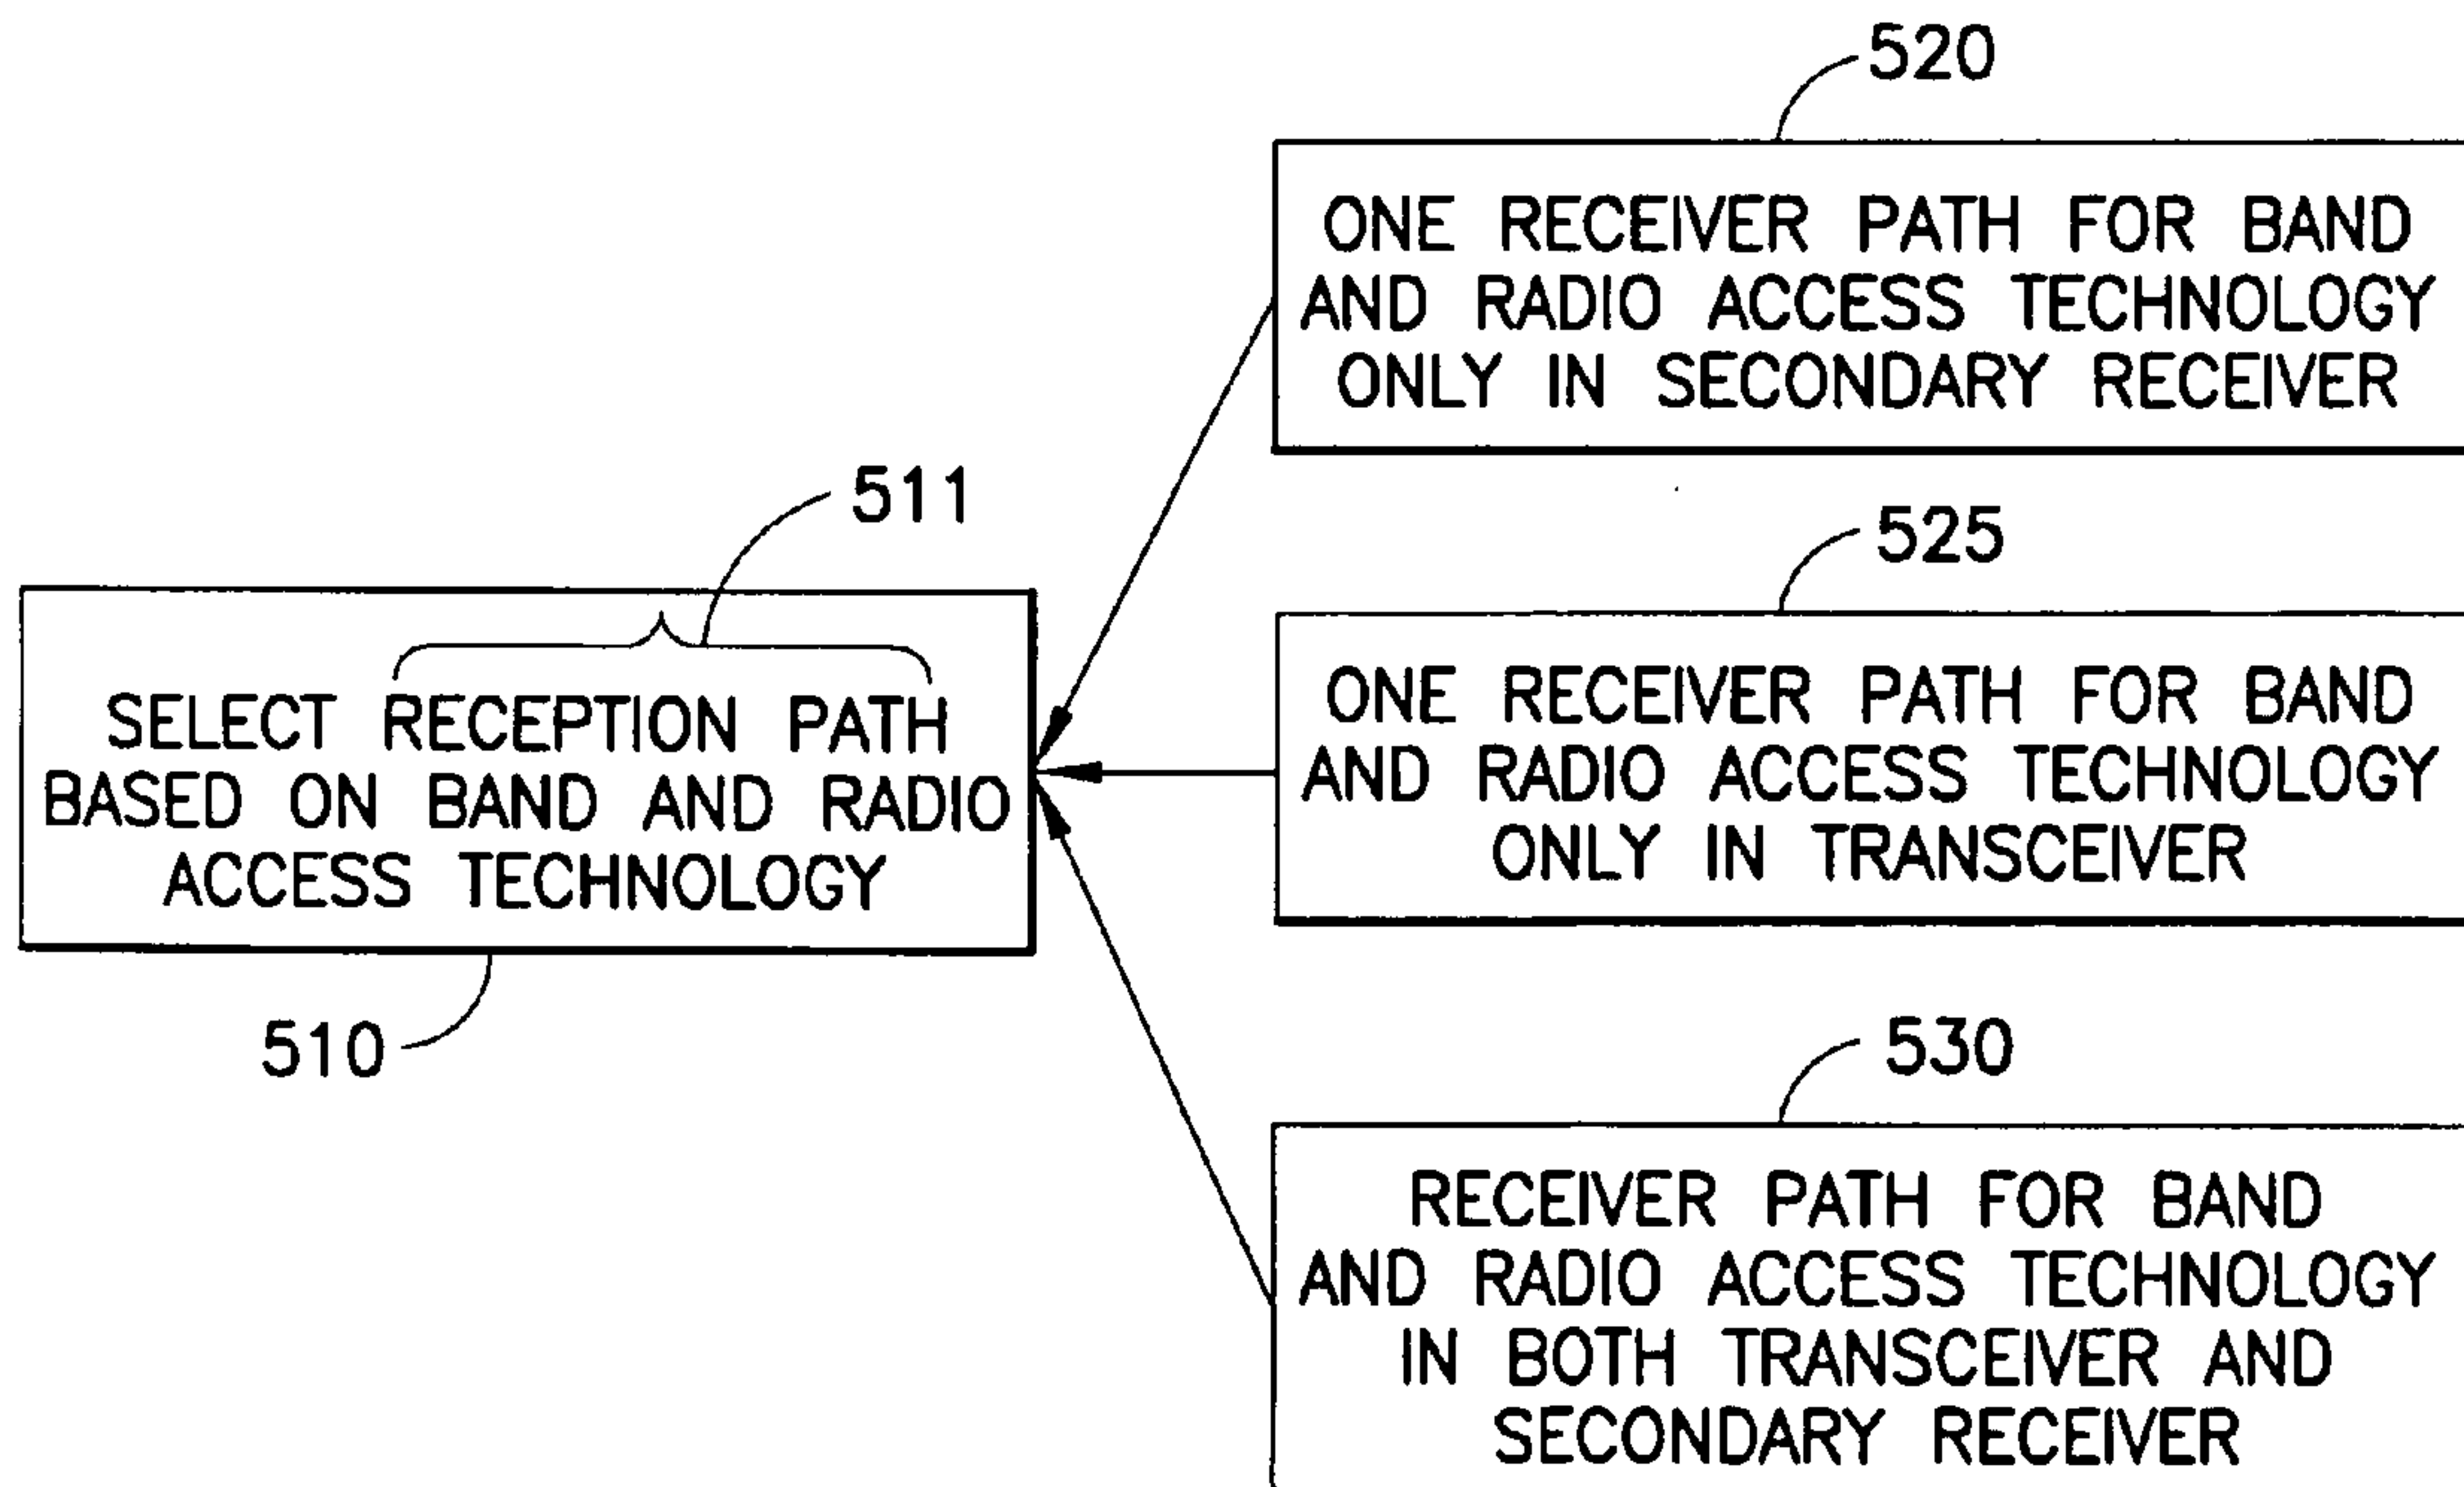 520
ONE RECEIVER PATH FOR BAND
AND RADIO ACCESS TECHNOLOGY
ONLY IN SECONDARY RECEIVER
511
525
SELECT RECEPTION PATH
BASED ON BAND AND RADIO
ACCESS TECHNOLOGY
510
ONE RECEIVER PATH FOR BAND
AND RADIO ACCESS TECHNOLOGY
ONLY IN TRANSCEIVER
530
RECEIVER PATH FOR BAND
AND RADIO ACCESS TECHNOLOGY
IN BOTH TRANSCEIVER AND
SECONDARY RECEIVER